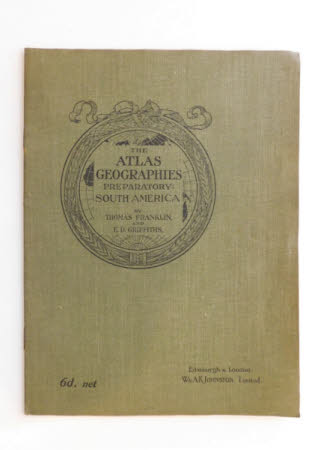 THE
ATLAS
GEOGRAPHIES
PREPARATORY
SOUTH AMERICA
BY
THOMAS FRANKLIN,
AND
E. D. GRIFFITHS,
6d. net
Edinburgh & London
W. & A.K. Johnston Limited